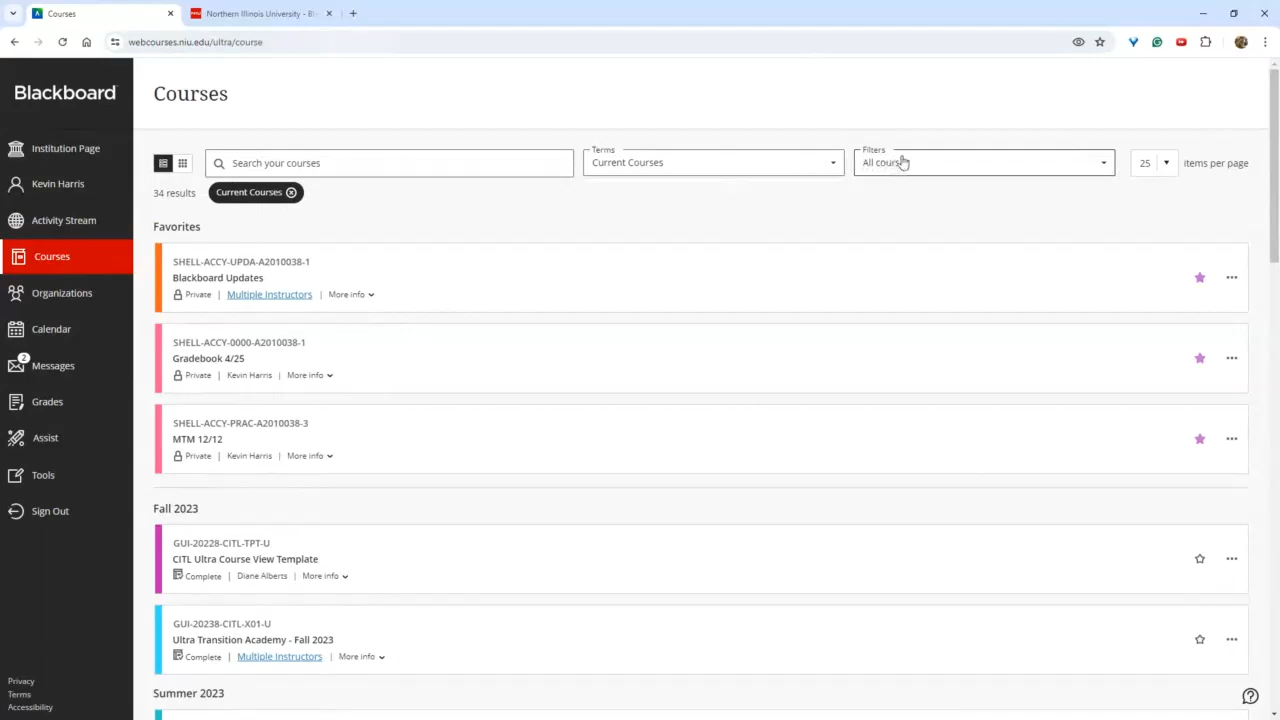 Courses
Northern Illinois University - Bl
webcourses.niu.edu/ultra/course
Blackboard
Institution Page
Kevin Harris
Activity Stream
Courses
Organizations
Calendar
2
Messages
Grades
Assist
Tools
Sign Out
Privacy
Terms
Accessibility
Courses
Search your courses
Terms
Current Courses
Filters
All cours
25
items per page
34 results
Current Courses
Favorites
SHELL-ACCY-UPDA-A2010038-1
Blackboard Updates
Private | Multiple Instructors | More info
SHELL-ACCY-0000-A2010038-1
Gradebook 4/25
Private | Kevin Harris | More info
SHELL-ACCY-PRAC-A2010038-3
MTM 12/12
Private | Kevin Harris | More info
Fall 2023
GUI-20228-CITL-TPT-U
CITL Ultra Course View Template
Complete | Diane Alberts | More info
GUI-20238-CITL-X01-U
Ultra Transition Academy - Fall 2023
Complete | Multiple Instructors | More info
Summer 2023